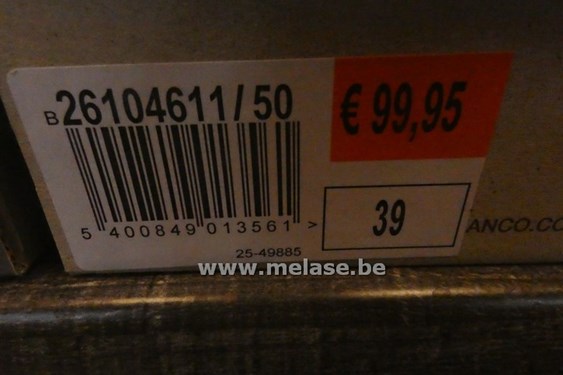 B 26104611/50
€ 99,95
5 400849 013561 >
39
25-49885
ANCO.CO
www.melase.be